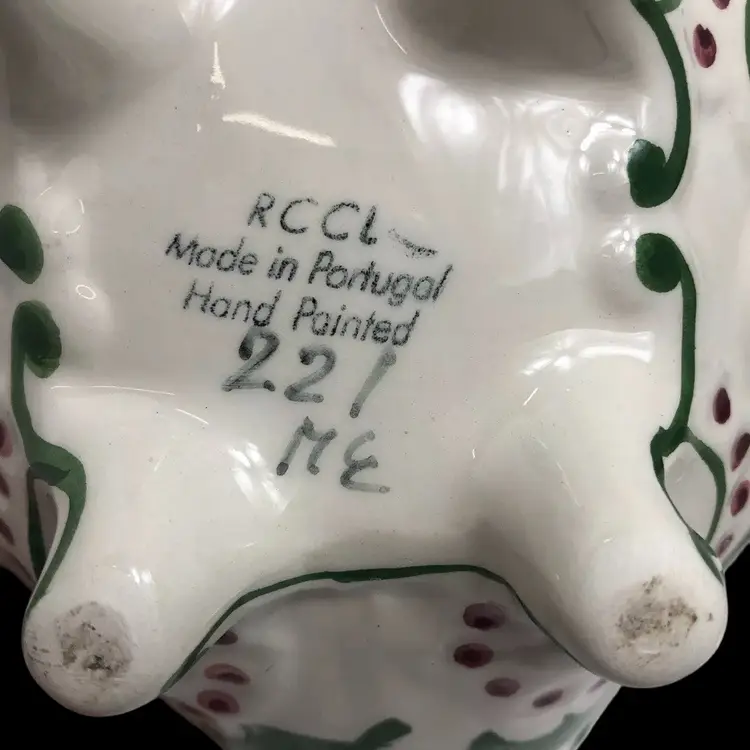 RCCL
Made in Portugal
Hand Painted
221
ME